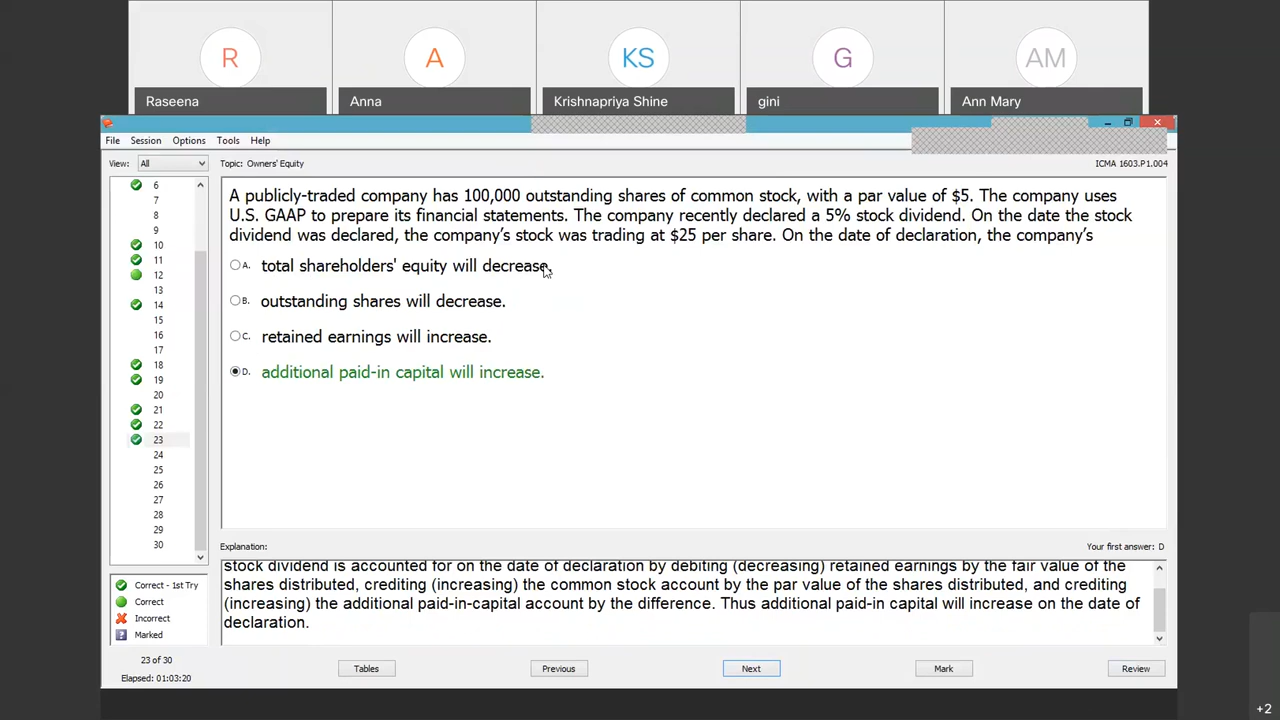 R
A
KS
G
AM
Raseena
Anna
Krishnapriya Shine
gini
Ann Mary
File Session Options Tools Help
View: All
Topic: Owners' Equity
ICMA 1603.P1.004
6
7
8
9
10
11
12
13
14
15
16
17
18
19
20
21
22
23
24
25
26
27
28
29
30
A publicly-traded company has 100,000 outstanding shares of common stock, with a par value of $5. The company uses
U.S. GAAP to prepare its financial statements. The company recently declared a 5% stock dividend. On the date the stock
dividend was declared, the company's stock was trading at $25 per share. On the date of declaration, the company's
A. total shareholders' equity will decrease.
B. outstanding shares will decrease.
C. retained earnings will increase.
D. additional paid-in capital will increase.
Explanation:
Your first answer: D
stock dividend is accounted for on the date of declaration by debiting (decreasing) retained earnings by the fair value of the
shares distributed, crediting (increasing) the common stock account by the par value of the shares distributed, and crediting
(increasing) the additional paid-in-capital account by the difference. Thus additional paid-in capital will increase on the date of
declaration.
Correct - 1st Try
Correct
Incorrect
? Marked
23 of 30
Elapsed: 01:03:20
Tables
Previous
Next
Mark
Review
+2